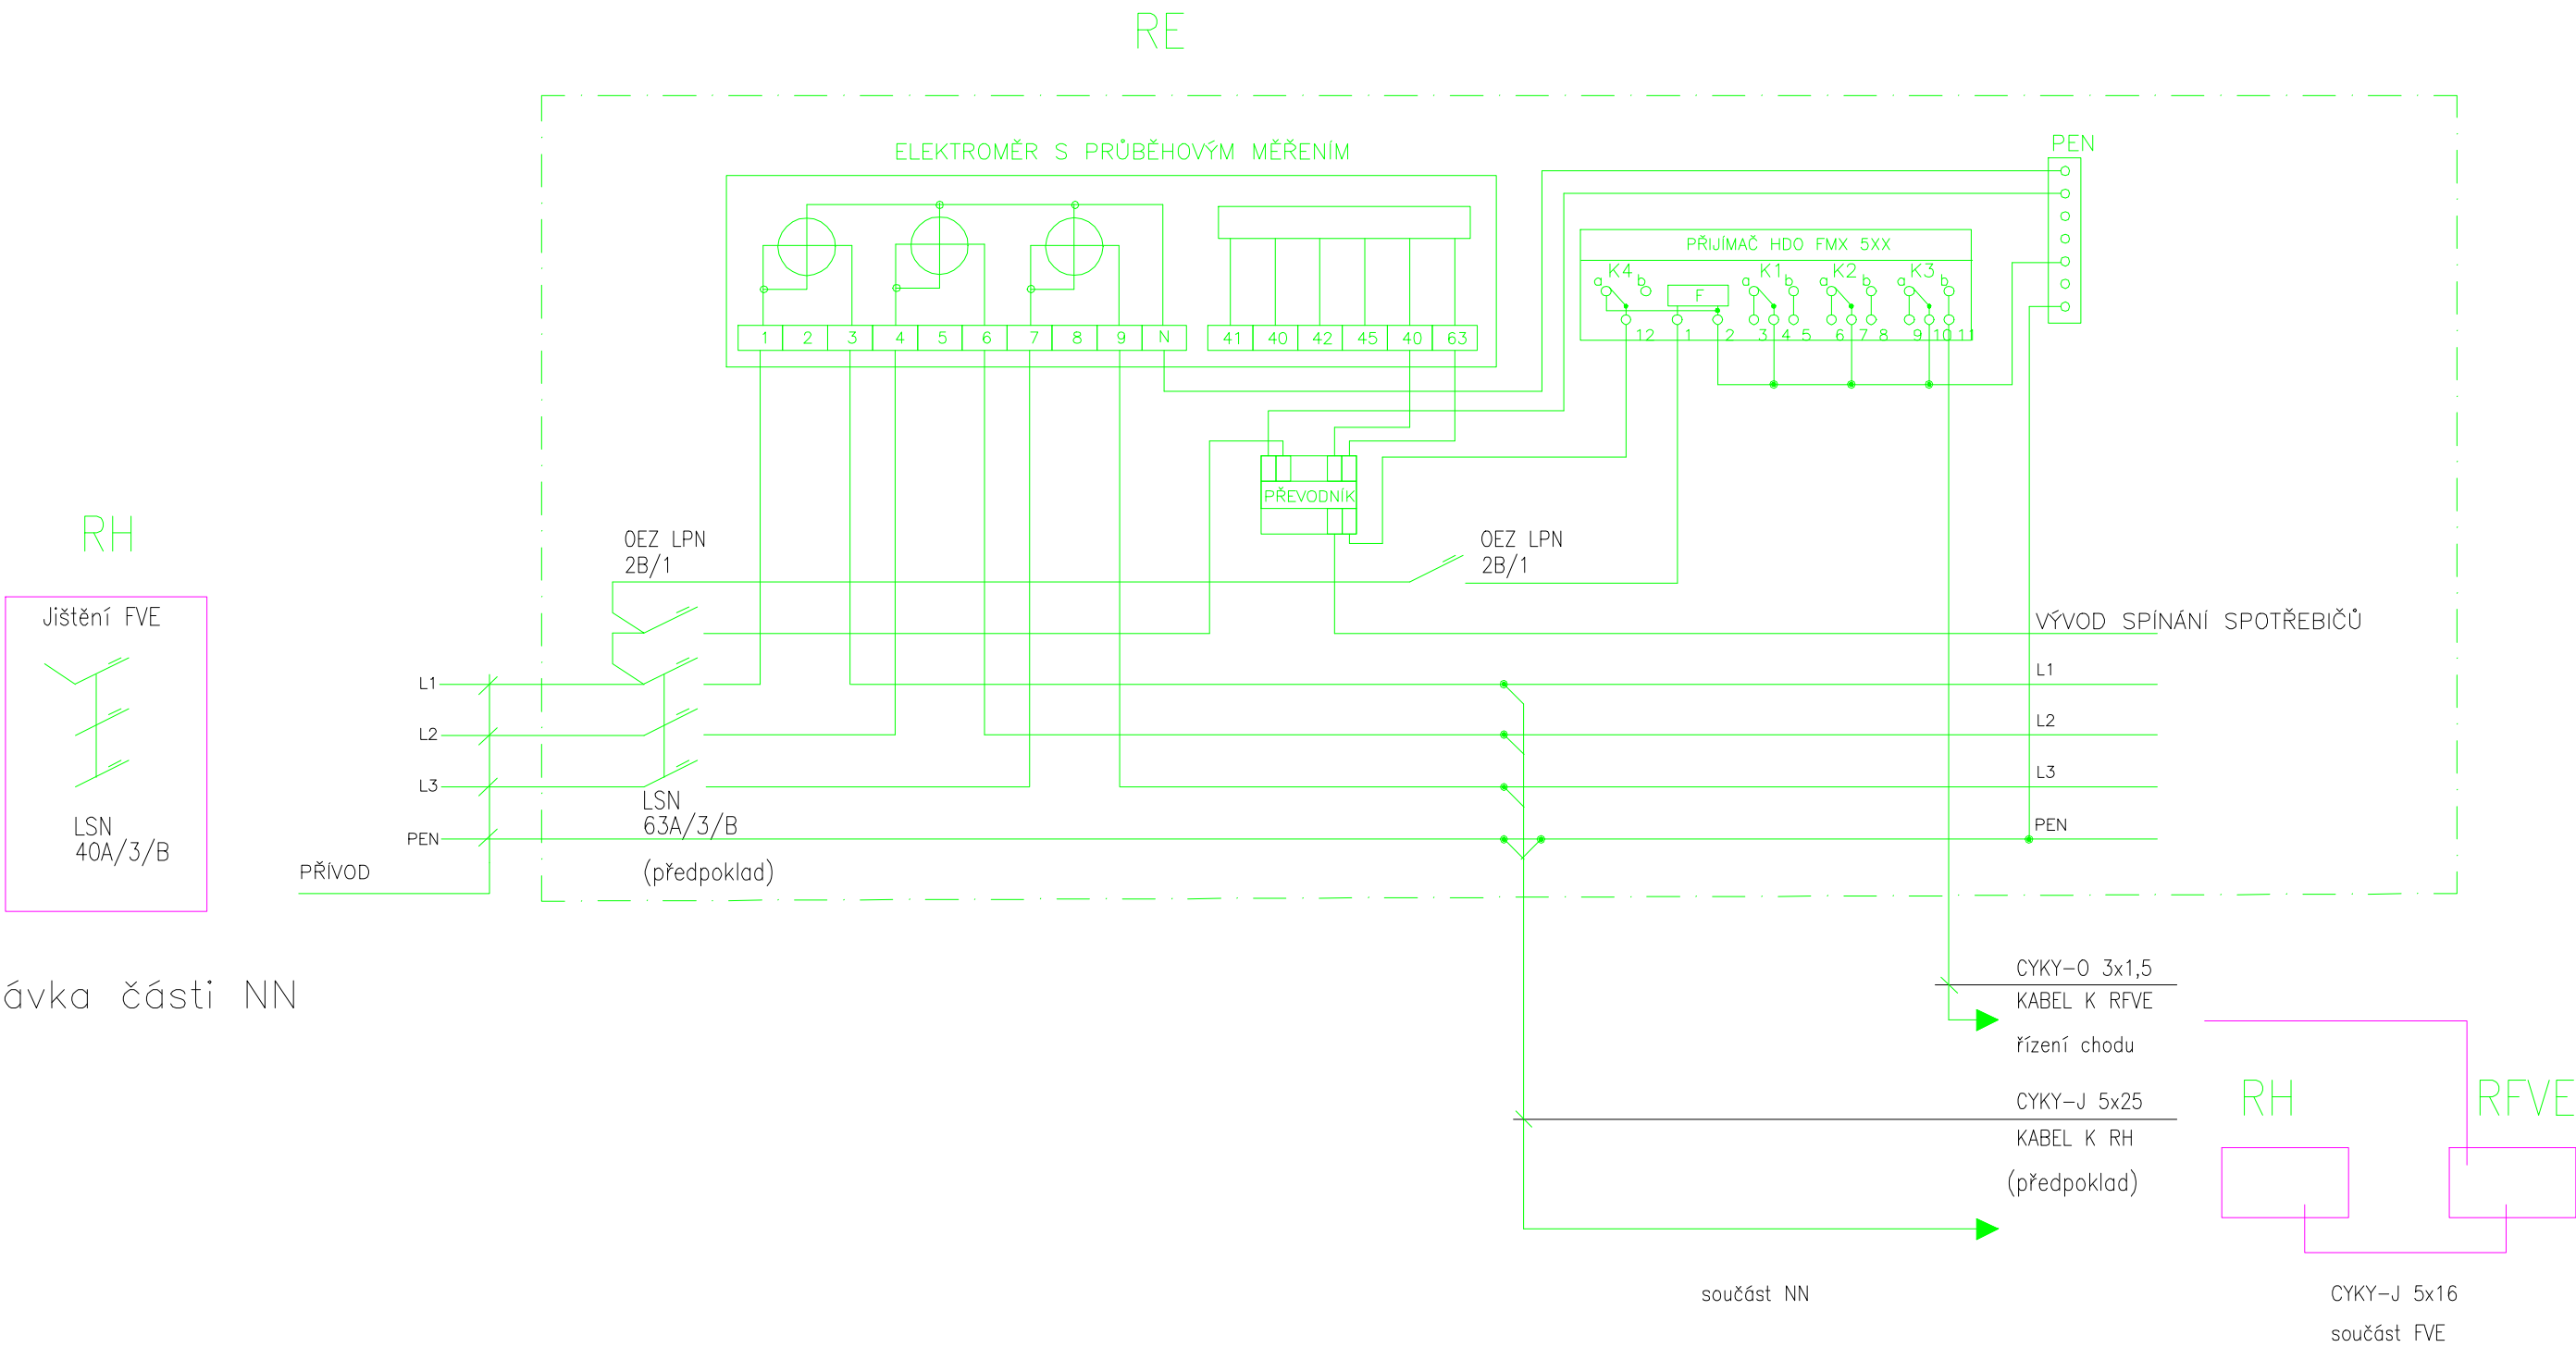 RE
ELEKTROMĚR S PRŮBĚHOVÝM MĚŘENÍM
PEN
PŘIJÍMAČ HDO FMX 5XX
a K4 b
F
a K1 b
a K2 b
a K3 b
1 2 3 4 5 6 7 8 9 N
41 40 42 45 40 63
12 1 2 3 4 5 6 7 8 9 10 11
PŘEVODNÍK
RH
OEZ LPN
2B/1
OEZ LPN
2B/1
Jištění FVE
VÝVOD SPÍNÁNÍ SPOTŘEBIČŮ
L1
L1
L2
L2
L3
L3
LSN
63A/3/B
LSN
40A/3/B
PEN
PEN
PŘÍVOD
(předpoklad)
ávka části NN
CYKY-O 3x1,5
KABEL K RFVE
řízení chodu
RH
RFVE
CYKY-J 5x25
KABEL K RH
(předpoklad)
součást NN
CYKY-J 5x16
součást FVE